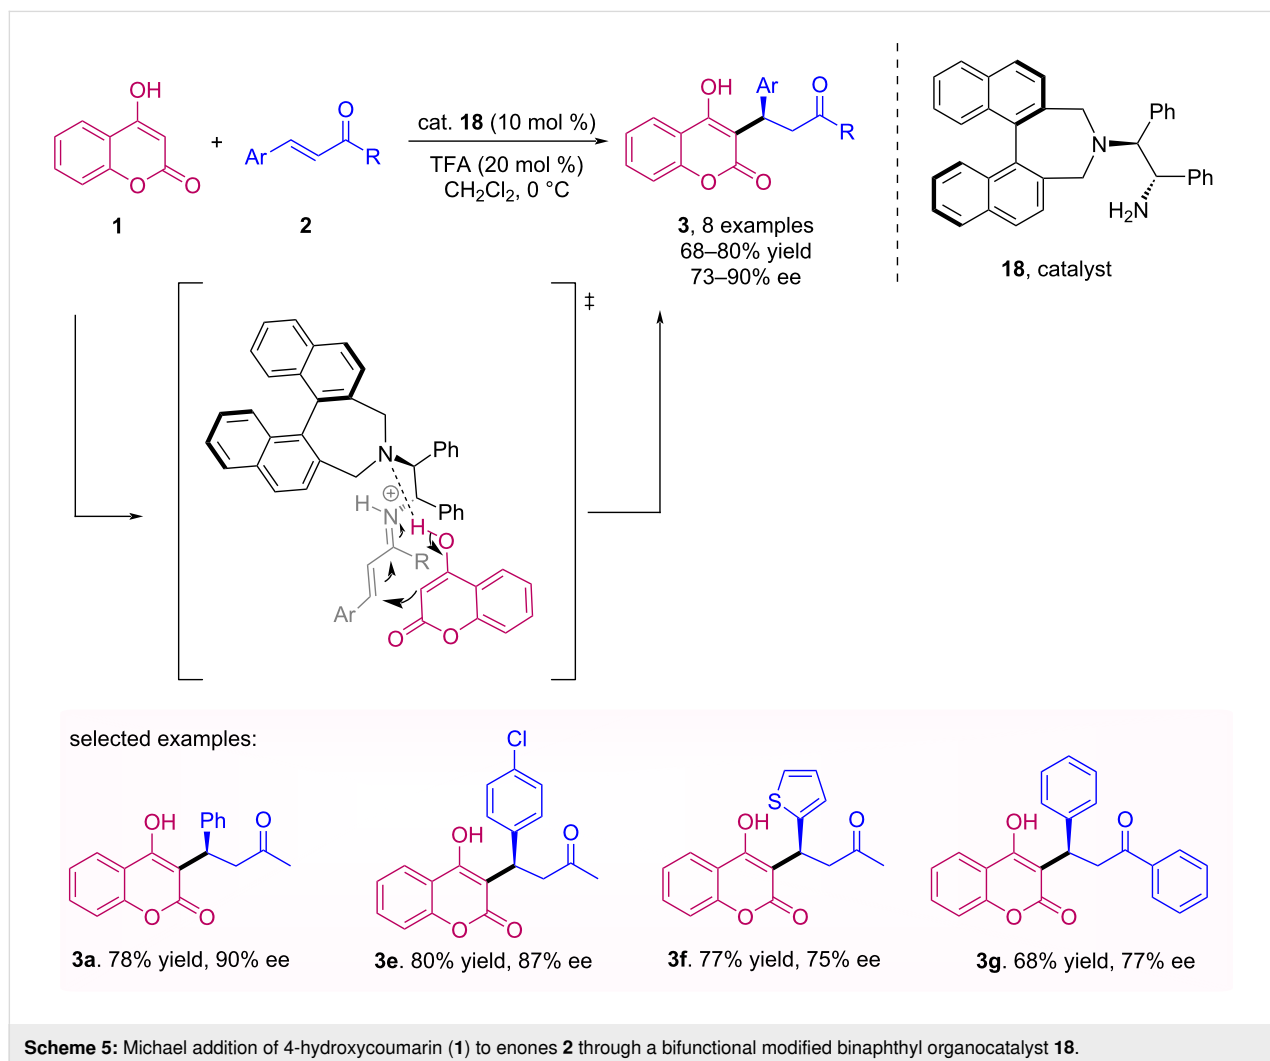 OH
O
O
1
+
Ar
O
R
2
cat. 18 (10 mol %)
TFA (20 mol %)
CH2Cl2, 0 °C
OH
Ar
O
R
O
O
3, 8 examples
68–80% yield
73–90% ee
N
Ph
Ph
H2N
18, catalyst
‡
N
Ph
Ph
H
N
+
H
O
R
Ar
O
O
selected examples:
OH
Ph
O
O
O
3a. 78% yield, 90% ee
Cl
OH
O
O
O
3e. 80% yield, 87% ee
S
OH
O
O
O
3f. 77% yield, 75% ee
OH
O
O
O
3g. 68% yield, 77% ee
Scheme 5: Michael addition of 4-hydroxycoumarin (1) to enones 2 through a bifunctional modified binaphthyl organocatalyst 18.